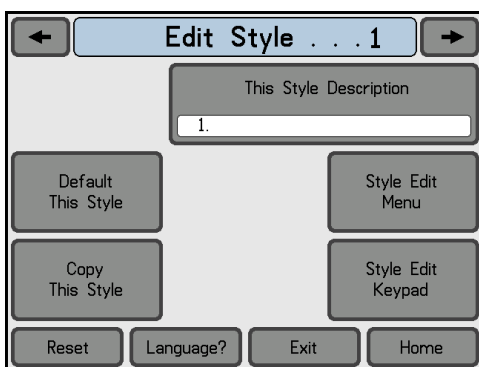 Edit Style . . . 1
This Style Description
1.
Default
This Style
Style Edit
Menu
Copy
This Style
Style Edit
Keypad
Reset
Language?
Exit
Home